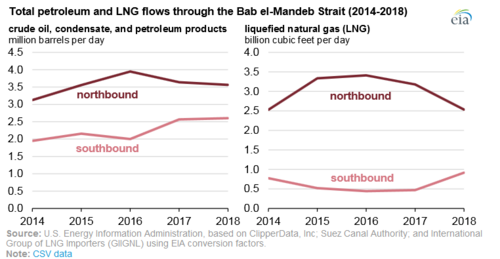 Total petroleum and LNG flows through the Bab el-Mandeb Strait (2014-2018)
eia
crude oil, condensate, and petroleum products
million barrels per day
4.5
4.0
3.5
3.0
2.5
2.0
1.5
1.0
0.5
0.0
northbound
southbound
2014 2015 2016 2017 2018
liquefied natural gas (LNG)
billion cubic feet per day
4.0
3.5
3.0
2.5
2.0
1.5
1.0
0.5
0.0
northbound
southbound
2014 2015 2016 2017 2018
Source: U.S. Energy Information Administration, based on ClipperData, Inc; Suez Canal Authority; and International
Group of LNG Importers (GIIGNL) using EIA conversion factors.
Note: CSV data